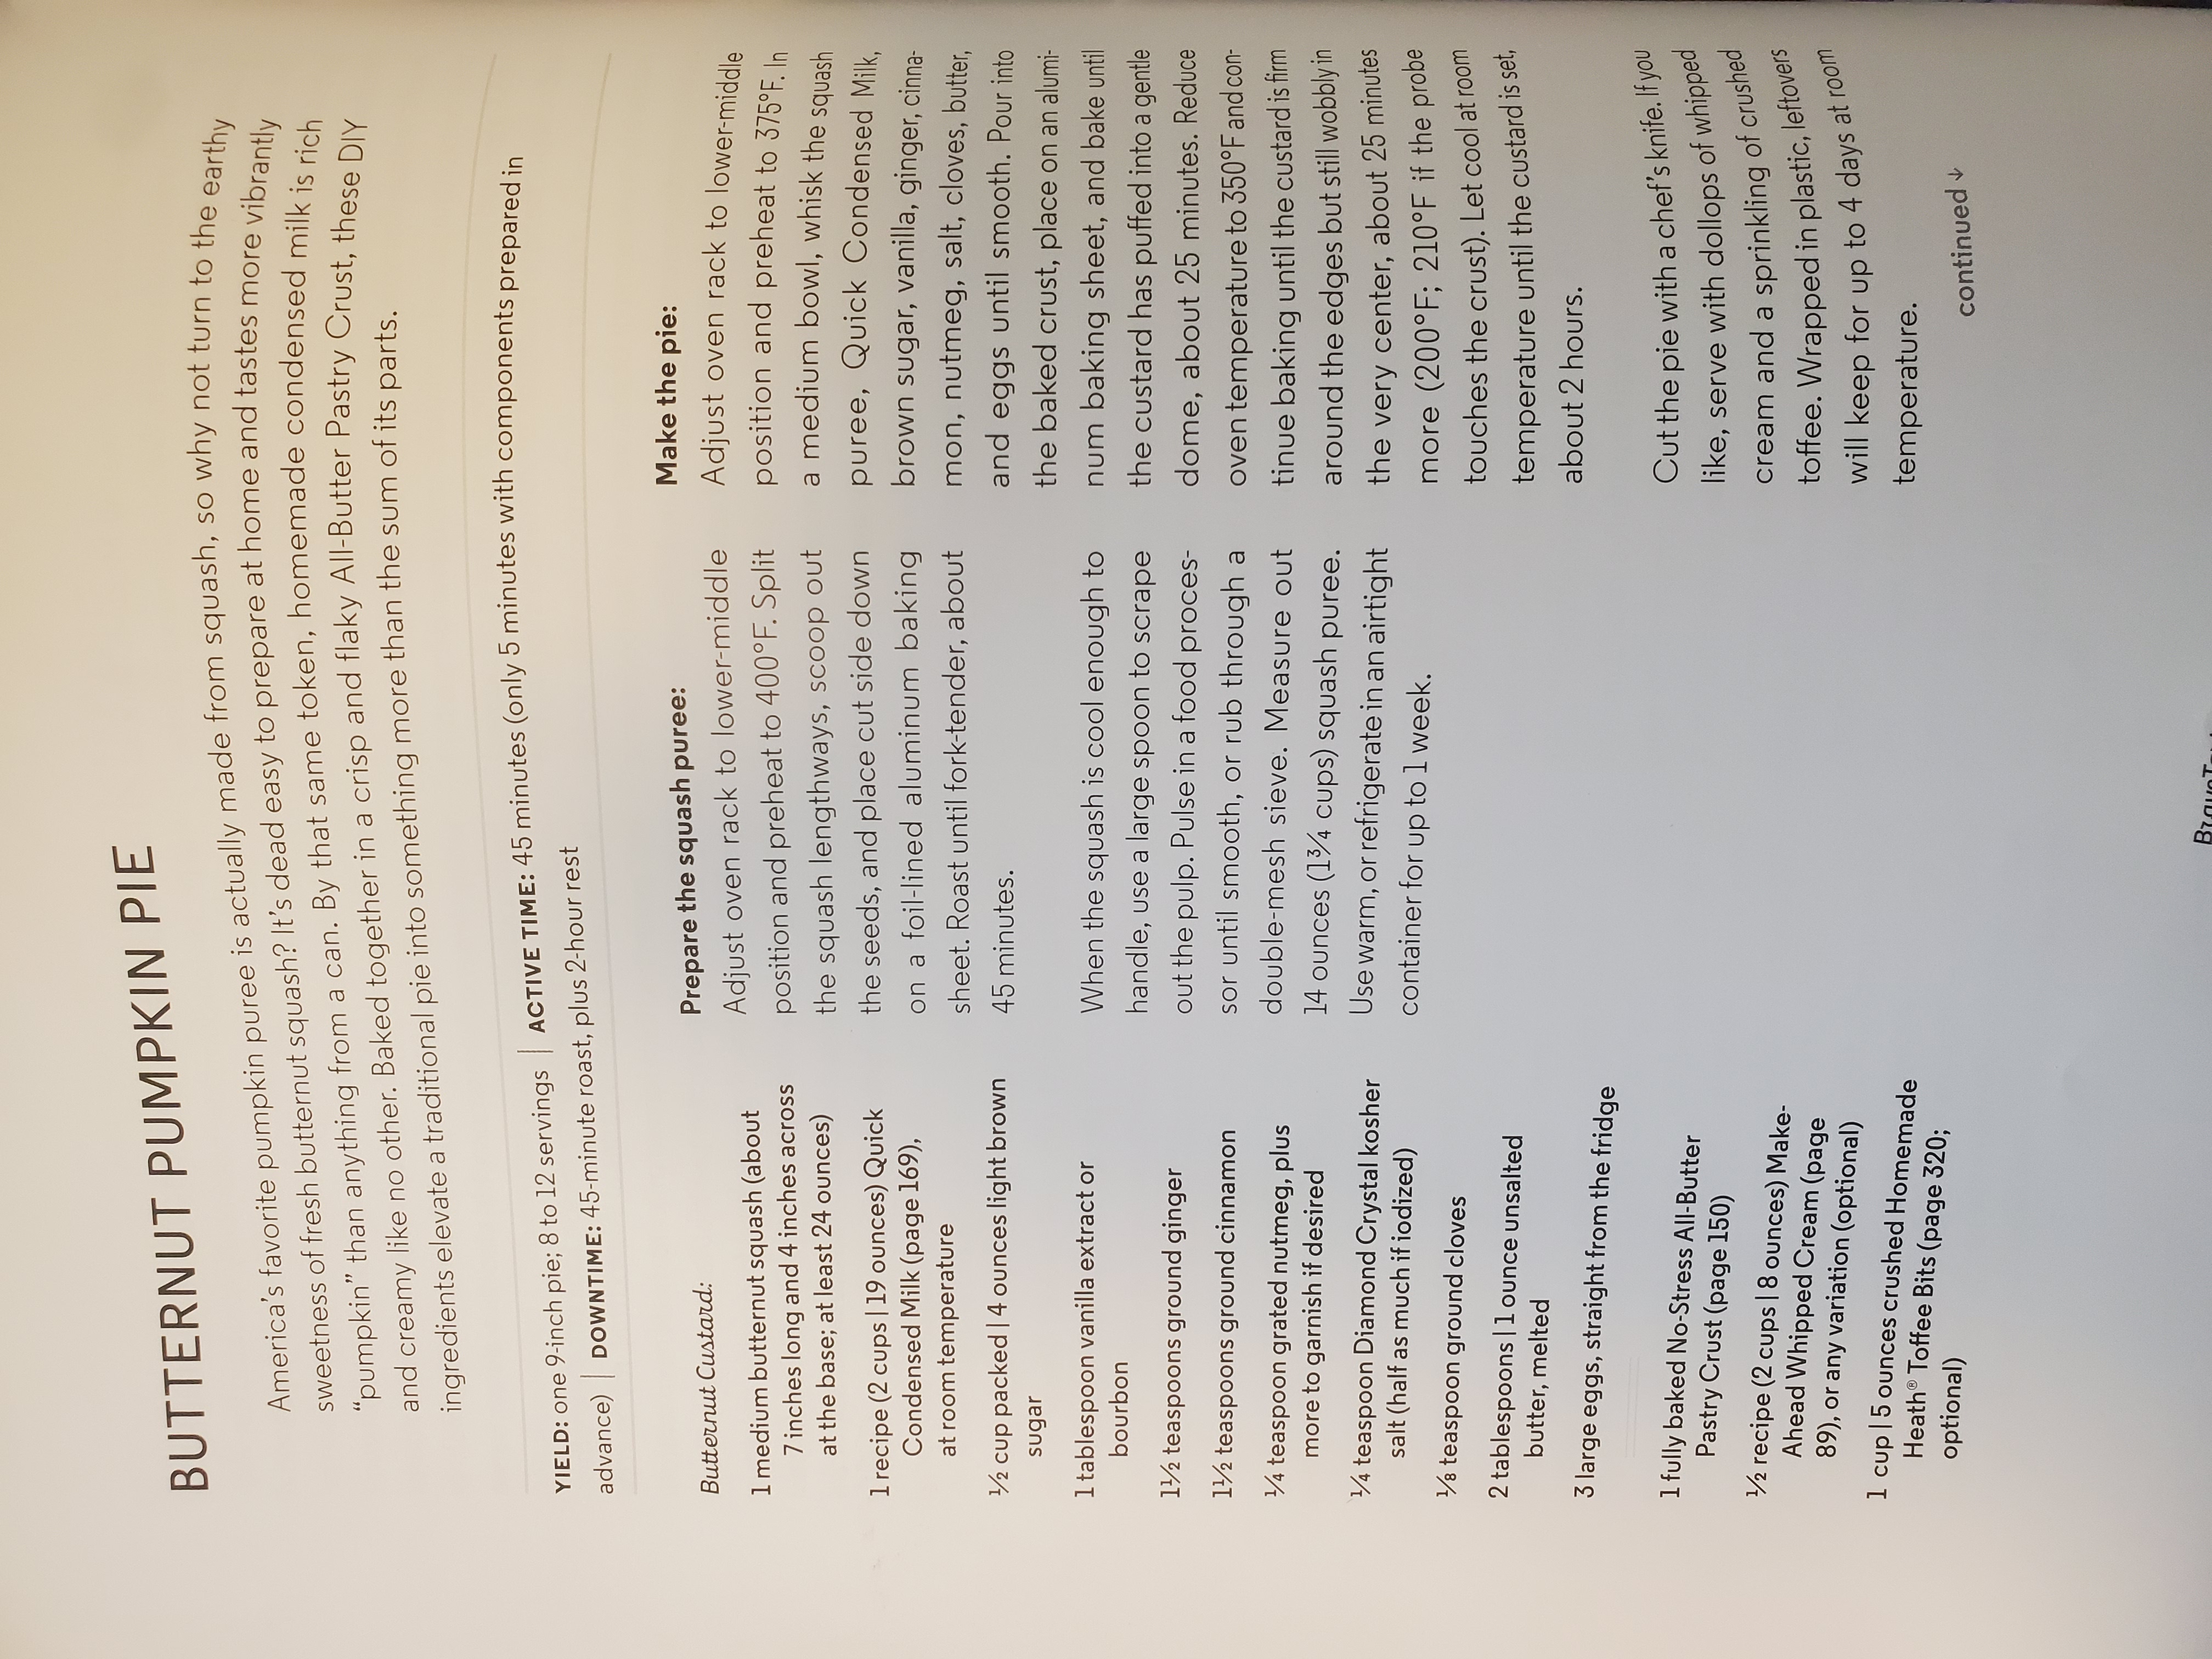 BUTTERNUT PUMPKIN PIE
America’s favorite pumpkin puree is actually made from squash, so why not turn to the earthy
sweetness of fresh butternut squash? It’s dead easy to prepare at home and tastes more vibrantly
“pumpkin” than anything from a can. By that same token, homemade condensed milk is rich
and creamy like no other. Baked together in a crisp and flaky All-Butter Pastry Crust, these DIY
ingredients elevate a traditional pie into something more than the sum of its parts.
YIELD: one 9-inch pie; 8 to 12 servings | ACTIVE TIME: 45 minutes (only 5 minutes with components prepared in
advance) | DOWNTIME: 45-minute roast, plus 2-hour rest
Butternut Custard:
1 medium butternut squash (about
7 inches long and 4 inches across
at the base; at least 24 ounces)
1 recipe (2 cups | 19 ounces) Quick
Condensed Milk (page 169),
at room temperature
½ cup packed | 4 ounces light brown
sugar
1 tablespoon vanilla extract or
bourbon
1½ teaspoons ground ginger
1½ teaspoons ground cinnamon
¼ teaspoon grated nutmeg, plus
more to garnish if desired
¼ teaspoon Diamond Crystal kosher
salt (half as much if iodized)
⅛ teaspoon ground cloves
2 tablespoons | 1 ounce unsalted
butter, melted
3 large eggs, straight from the fridge
1 fully baked No-Stress All-Butter
Pastry Crust (page 150)
½ recipe (2 cups | 8 ounces) Make-
Ahead Whipped Cream (page
89), or any variation (optional)
1 cup | 5 ounces crushed Homemade
Heath® Toffee Bits (page 320;
optional)
Prepare the squash puree:
Adjust oven rack to lower-middle
position and preheat to 400°F. Split
the squash lengthways, scoop out
the seeds, and place cut side down
on a foil-lined aluminum baking
sheet. Roast until fork-tender, about
45 minutes.
When the squash is cool enough to
handle, use a large spoon to scrape
out the pulp. Pulse in a food proces-
sor until smooth, or rub through a
double-mesh sieve. Measure out
14 ounces (1¾ cups) squash puree.
Use warm, or refrigerate in an airtight
container for up to 1 week.
Make the pie:
Adjust oven rack to lower-middle
position and preheat to 375°F. In
a medium bowl, whisk the squash
puree, Quick Condensed Milk,
brown sugar, vanilla, ginger, cinna-
mon, nutmeg, salt, cloves, butter,
and eggs until smooth. Pour into
the baked crust, place on an alumi-
num baking sheet, and bake until
the custard has puffed into a gentle
dome, about 25 minutes. Reduce
oven temperature to 350°F and con-
tinue baking until the custard is firm
around the edges but still wobbly in
the very center, about 25 minutes
more (200°F; 210°F if the probe
touches the crust). Let cool at room
temperature until the custard is set,
about 2 hours.
Cut the pie with a chef’s knife. If you
like, serve with dollops of whipped
cream and a sprinkling of crushed
toffee. Wrapped in plastic, leftovers
will keep for up to 4 days at room
temperature.
continued ↓